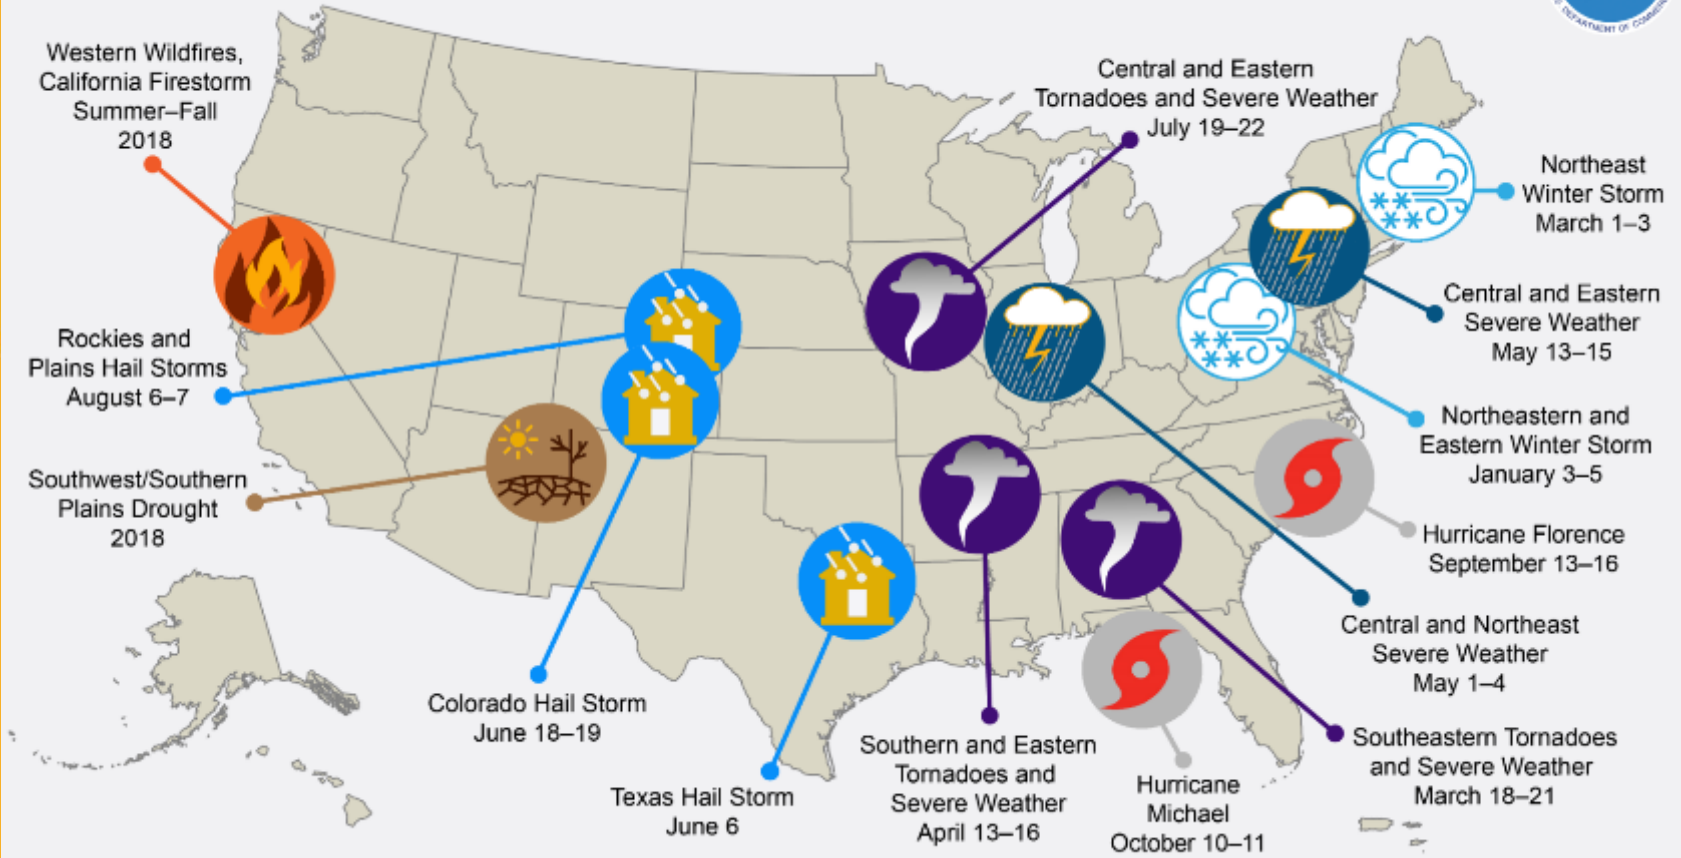 DEPARTMENT OF COMMERCE
Western Wildfires,
California Firestorm
Summer–Fall
2018
Central and Eastern
Tornadoes and Severe Weather
July 19–22
Northeast
Winter Storm
March 1–3
Central and Eastern
Severe Weather
May 13–15
Rockies and
Plains Hail Storms
August 6–7
Northeastern and
Eastern Winter Storm
January 3–5
Southwest/Southern
Plains Drought
2018
Hurricane Florence
September 13–16
Central and Northeast
Severe Weather
May 1–4
Colorado Hail Storm
June 18–19
Southeastern Tornadoes
and Severe Weather
March 18–21
Southern and Eastern
Tornadoes and
Severe Weather
April 13–16
Hurricane
Michael
October 10–11
Texas Hail Storm
June 6